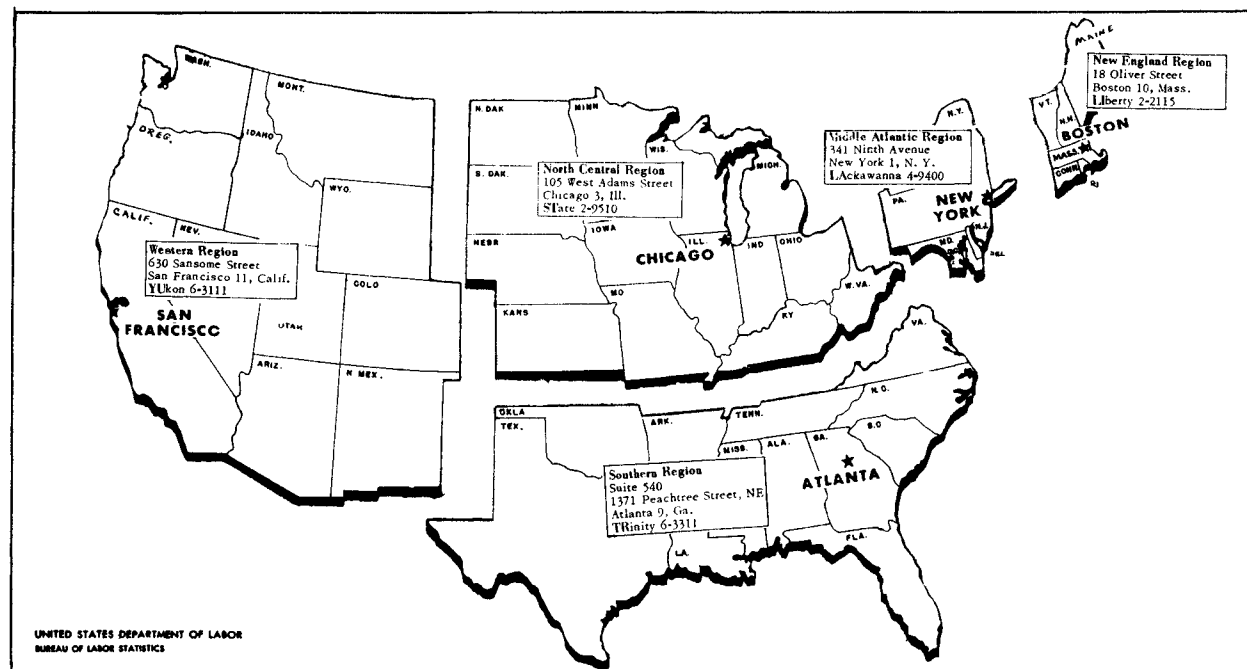 MAINE
New England Region
18 Oliver Street
Boston 10, Mass.
LIberty 2-2115
VT.
N.H.
BOSTON
MASS.
CONN.
RI
WASH.
MONT.
OREG.
IDAHO
WYO.
CALIF.
NEV.
Western Region
630 Sansome Street
San Francisco 11, Calif.
YUkon 6-3111
SAN
FRANCISCO
UTAH
COLO
ARIZ.
N MEX.
N. DAK
MINN
WIS.
MICH.
S. DAK.
North Central Region
105 West Adams Street
Chicago 3, Ill.
STate 2-9510
NEBR
IOWA
ILL.
IND
OHIO
CHICAGO
MO
KANS
KY
W.VA.
N.Y.
Middle Atlantic Region
341 Ninth Avenue
New York 1, N. Y.
LAckawanna 4-9400
PA.
NEW
YORK
N.J.
MD.
DEL
VA.
OKLA
TEX.
ARK.
TENN.
N.C.
S.C
MISS.
ALA.
GA.
ATLANTA
Southern Region
Suite 540
1371 Peachtree Street, NE
Atlanta 9, Ga.
TRinity 6-3311
LA.
FLA.
UNITED STATES DEPARTMENT OF LABOR
BUREAU OF LABOR STATISTICS